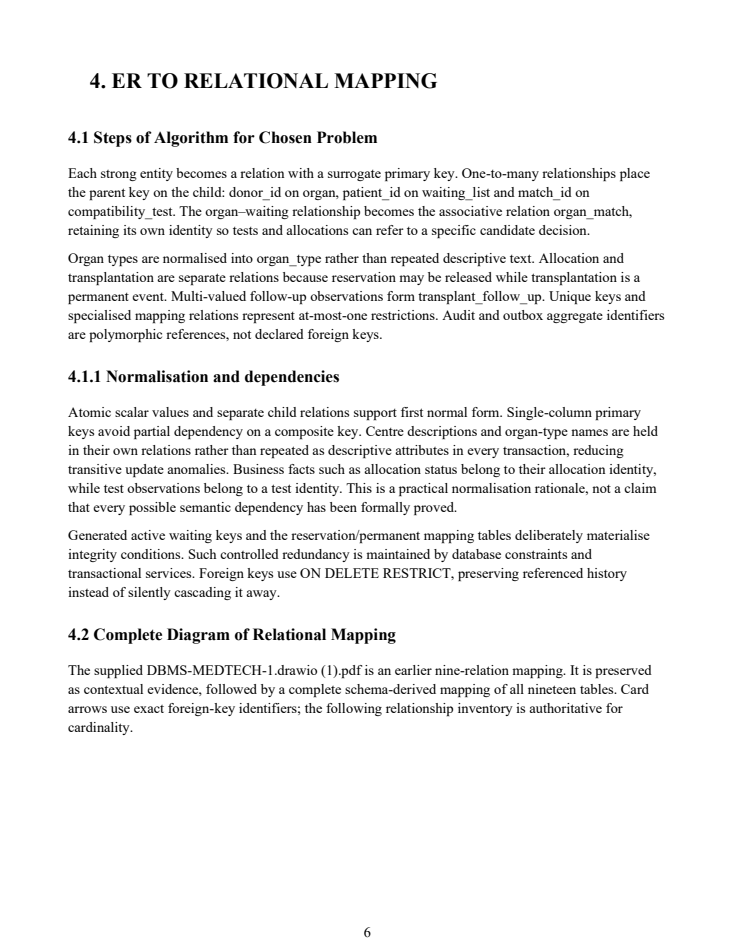 4. ER TO RELATIONAL MAPPING
4.1 Steps of Algorithm for Chosen Problem
Each strong entity becomes a relation with a surrogate primary key. One-to-many relationships place
the parent key on the child: donor_id on organ, patient_id on waiting_list and match_id on
compatibility_test. The organ–waiting relationship becomes the associative relation organ_match,
retaining its own identity so tests and allocations can refer to a specific candidate decision.
Organ types are normalised into organ_type rather than repeated descriptive text. Allocation and
transplantation are separate relations because reservation may be released while transplantation is a
permanent event. Multi-valued follow-up observations form transplant_follow_up. Unique keys and
specialised mapping relations represent at-most-one restrictions. Audit and outbox aggregate identifiers
are polymorphic references, not declared foreign keys.
4.1.1 Normalisation and dependencies
Atomic scalar values and separate child relations support first normal form. Single-column primary
keys avoid partial dependency on a composite key. Centre descriptions and organ-type names are held
in their own relations rather than repeated as descriptive attributes in every transaction, reducing
transitive update anomalies. Business facts such as allocation status belong to their allocation identity,
while test observations belong to a test identity. This is a practical normalisation rationale, not a claim
that every possible semantic dependency has been formally proved.
Generated active waiting keys and the reservation/permanent mapping tables deliberately materialise
integrity conditions. Such controlled redundancy is maintained by database constraints and
transactional services. Foreign keys use ON DELETE RESTRICT, preserving referenced history
instead of silently cascading it away.
4.2 Complete Diagram of Relational Mapping
The supplied DBMS-MEDTECH-1.drawio (1).pdf is an earlier nine-relation mapping. It is preserved
as contextual evidence, followed by a complete schema-derived mapping of all nineteen tables. Card
arrows use exact foreign-key identifiers; the following relationship inventory is authoritative for
cardinality.
6